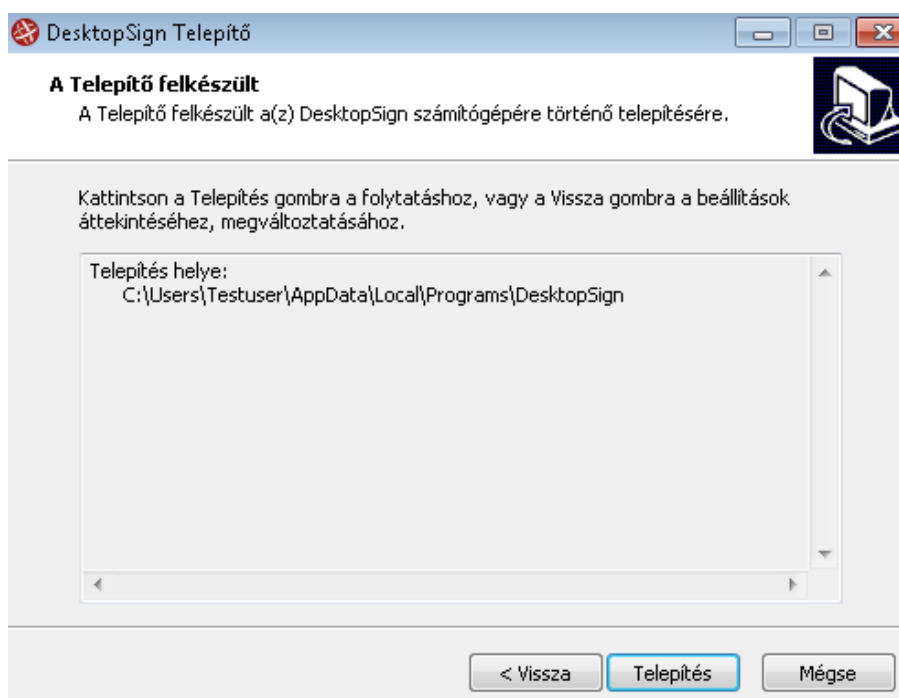 DesktopSign Telepítő
A Telepítő felkészült
A Telepítő felkészült a(z) DesktopSign számítógépére történő telepítésére.
Kattintson a Telepítés gombra a folytatáshoz, vagy a Vissza gombra a beállítások
áttekintéséhez, megváltoztatásához.
Telepítés helye:
C:\Users\Testuser\AppData\Local\Programs\DesktopSign
< Vissza
Telepítés
Mégse